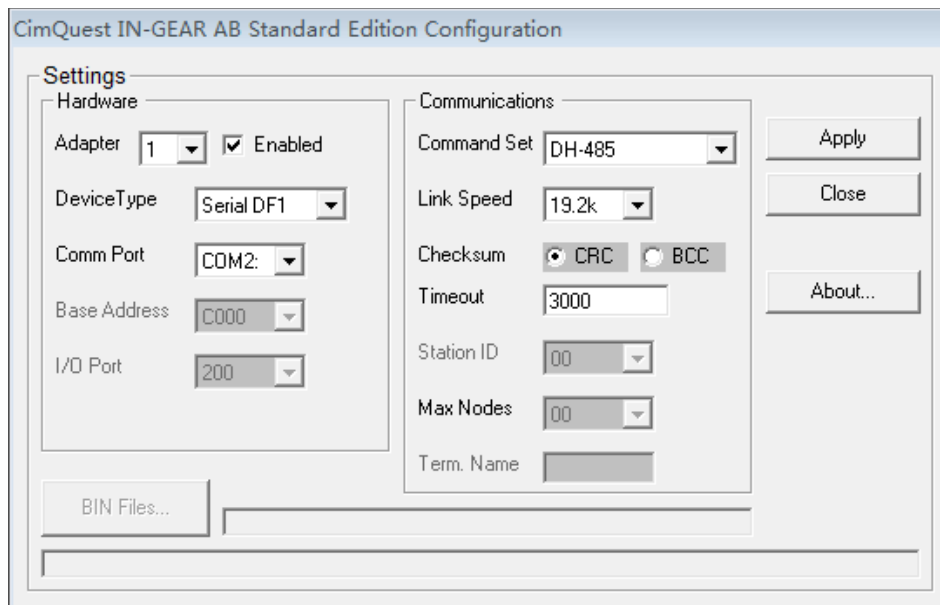 CimQuest IN-GEAR AB Standard Edition Configuration
Settings
Hardware
Adapter 1 Enabled
DeviceType Serial DF1
Comm Port COM2:
Base Address C000
I/O Port 200
Communications
Command Set DH-485
Link Speed 19.2k
Checksum CRC BCC
Timeout 3000
Station ID 00
Max Nodes 00
Term. Name
Apply
Close
About...
BIN Files...